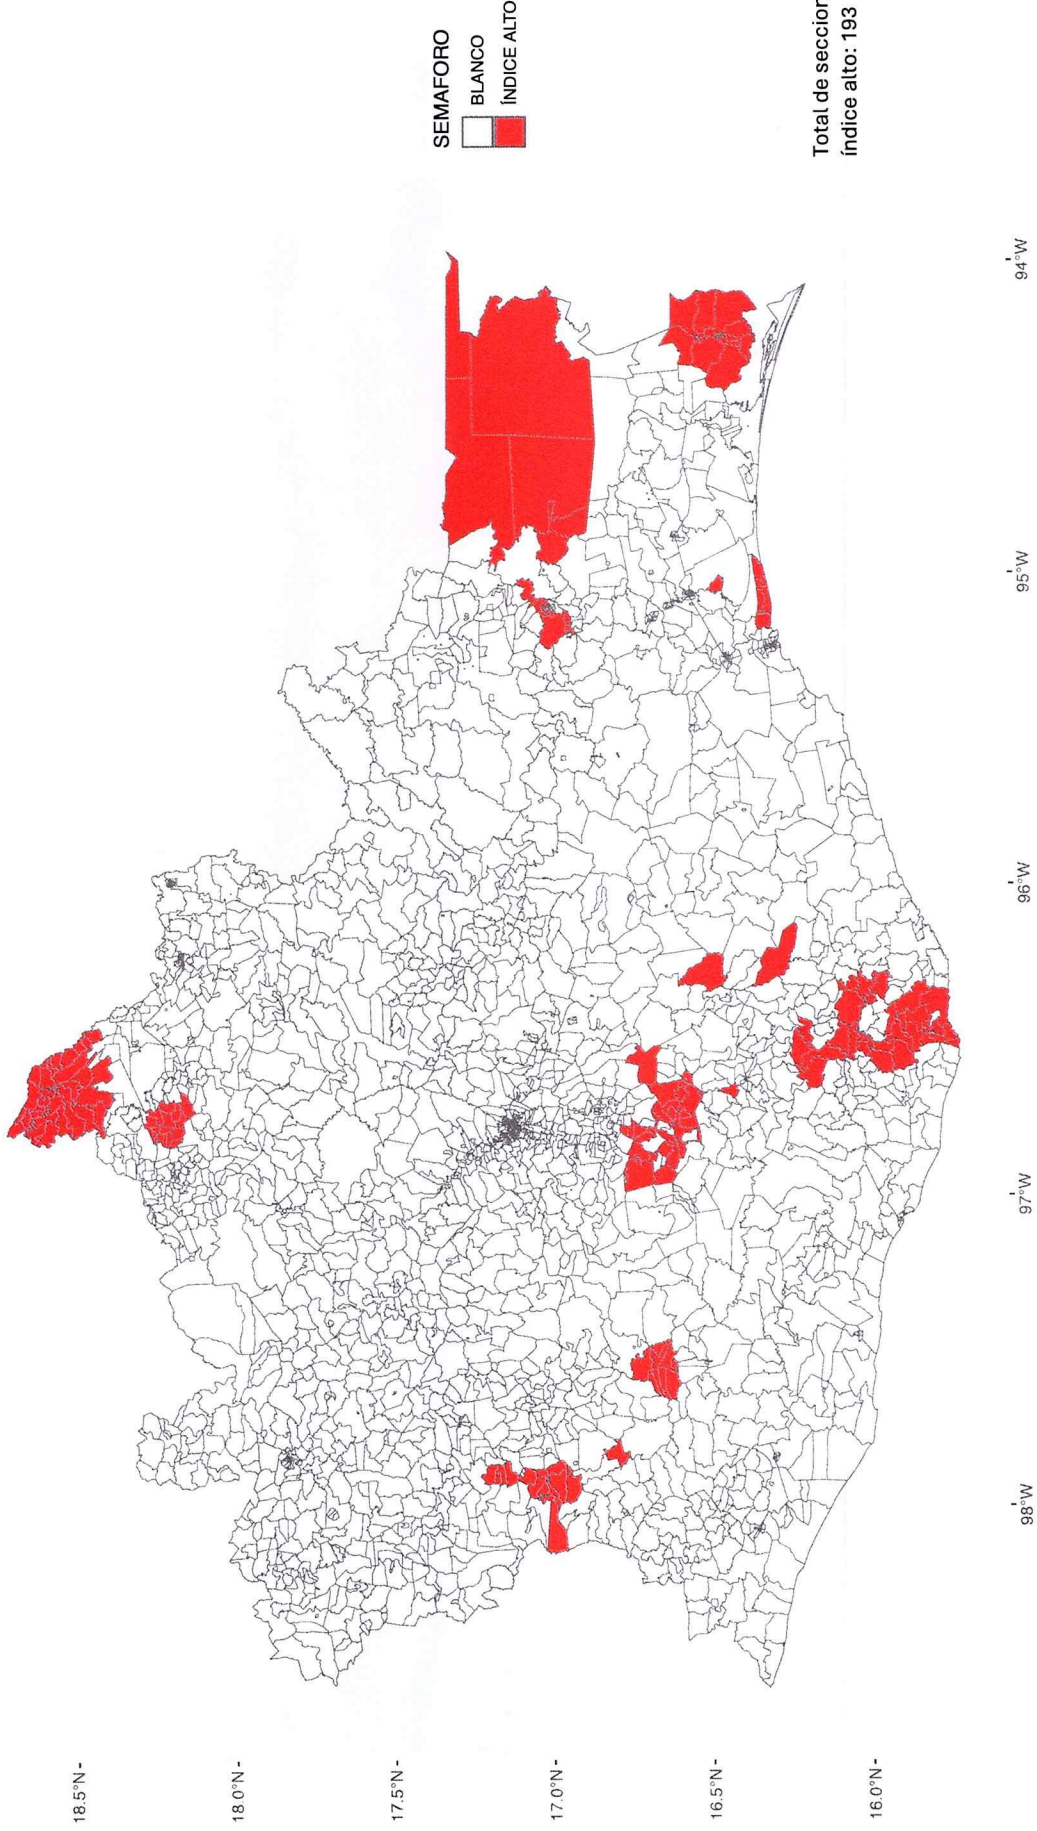 SEMAFORO
BLANCO
ÍNDICE ALTO
Total de seccion
índice alto: 193
18.5°N
18.0°N
17.5°N
17.0°N
16.5°N
16.0°N
98°W
97°W
96°W
95°W
94°W